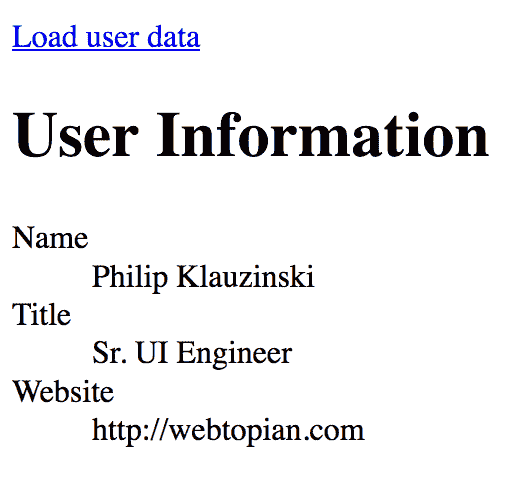 Load user data
User Information
Name
Philip Klauzinski
Title
Sr. UI Engineer
Website
http://webtopian.com